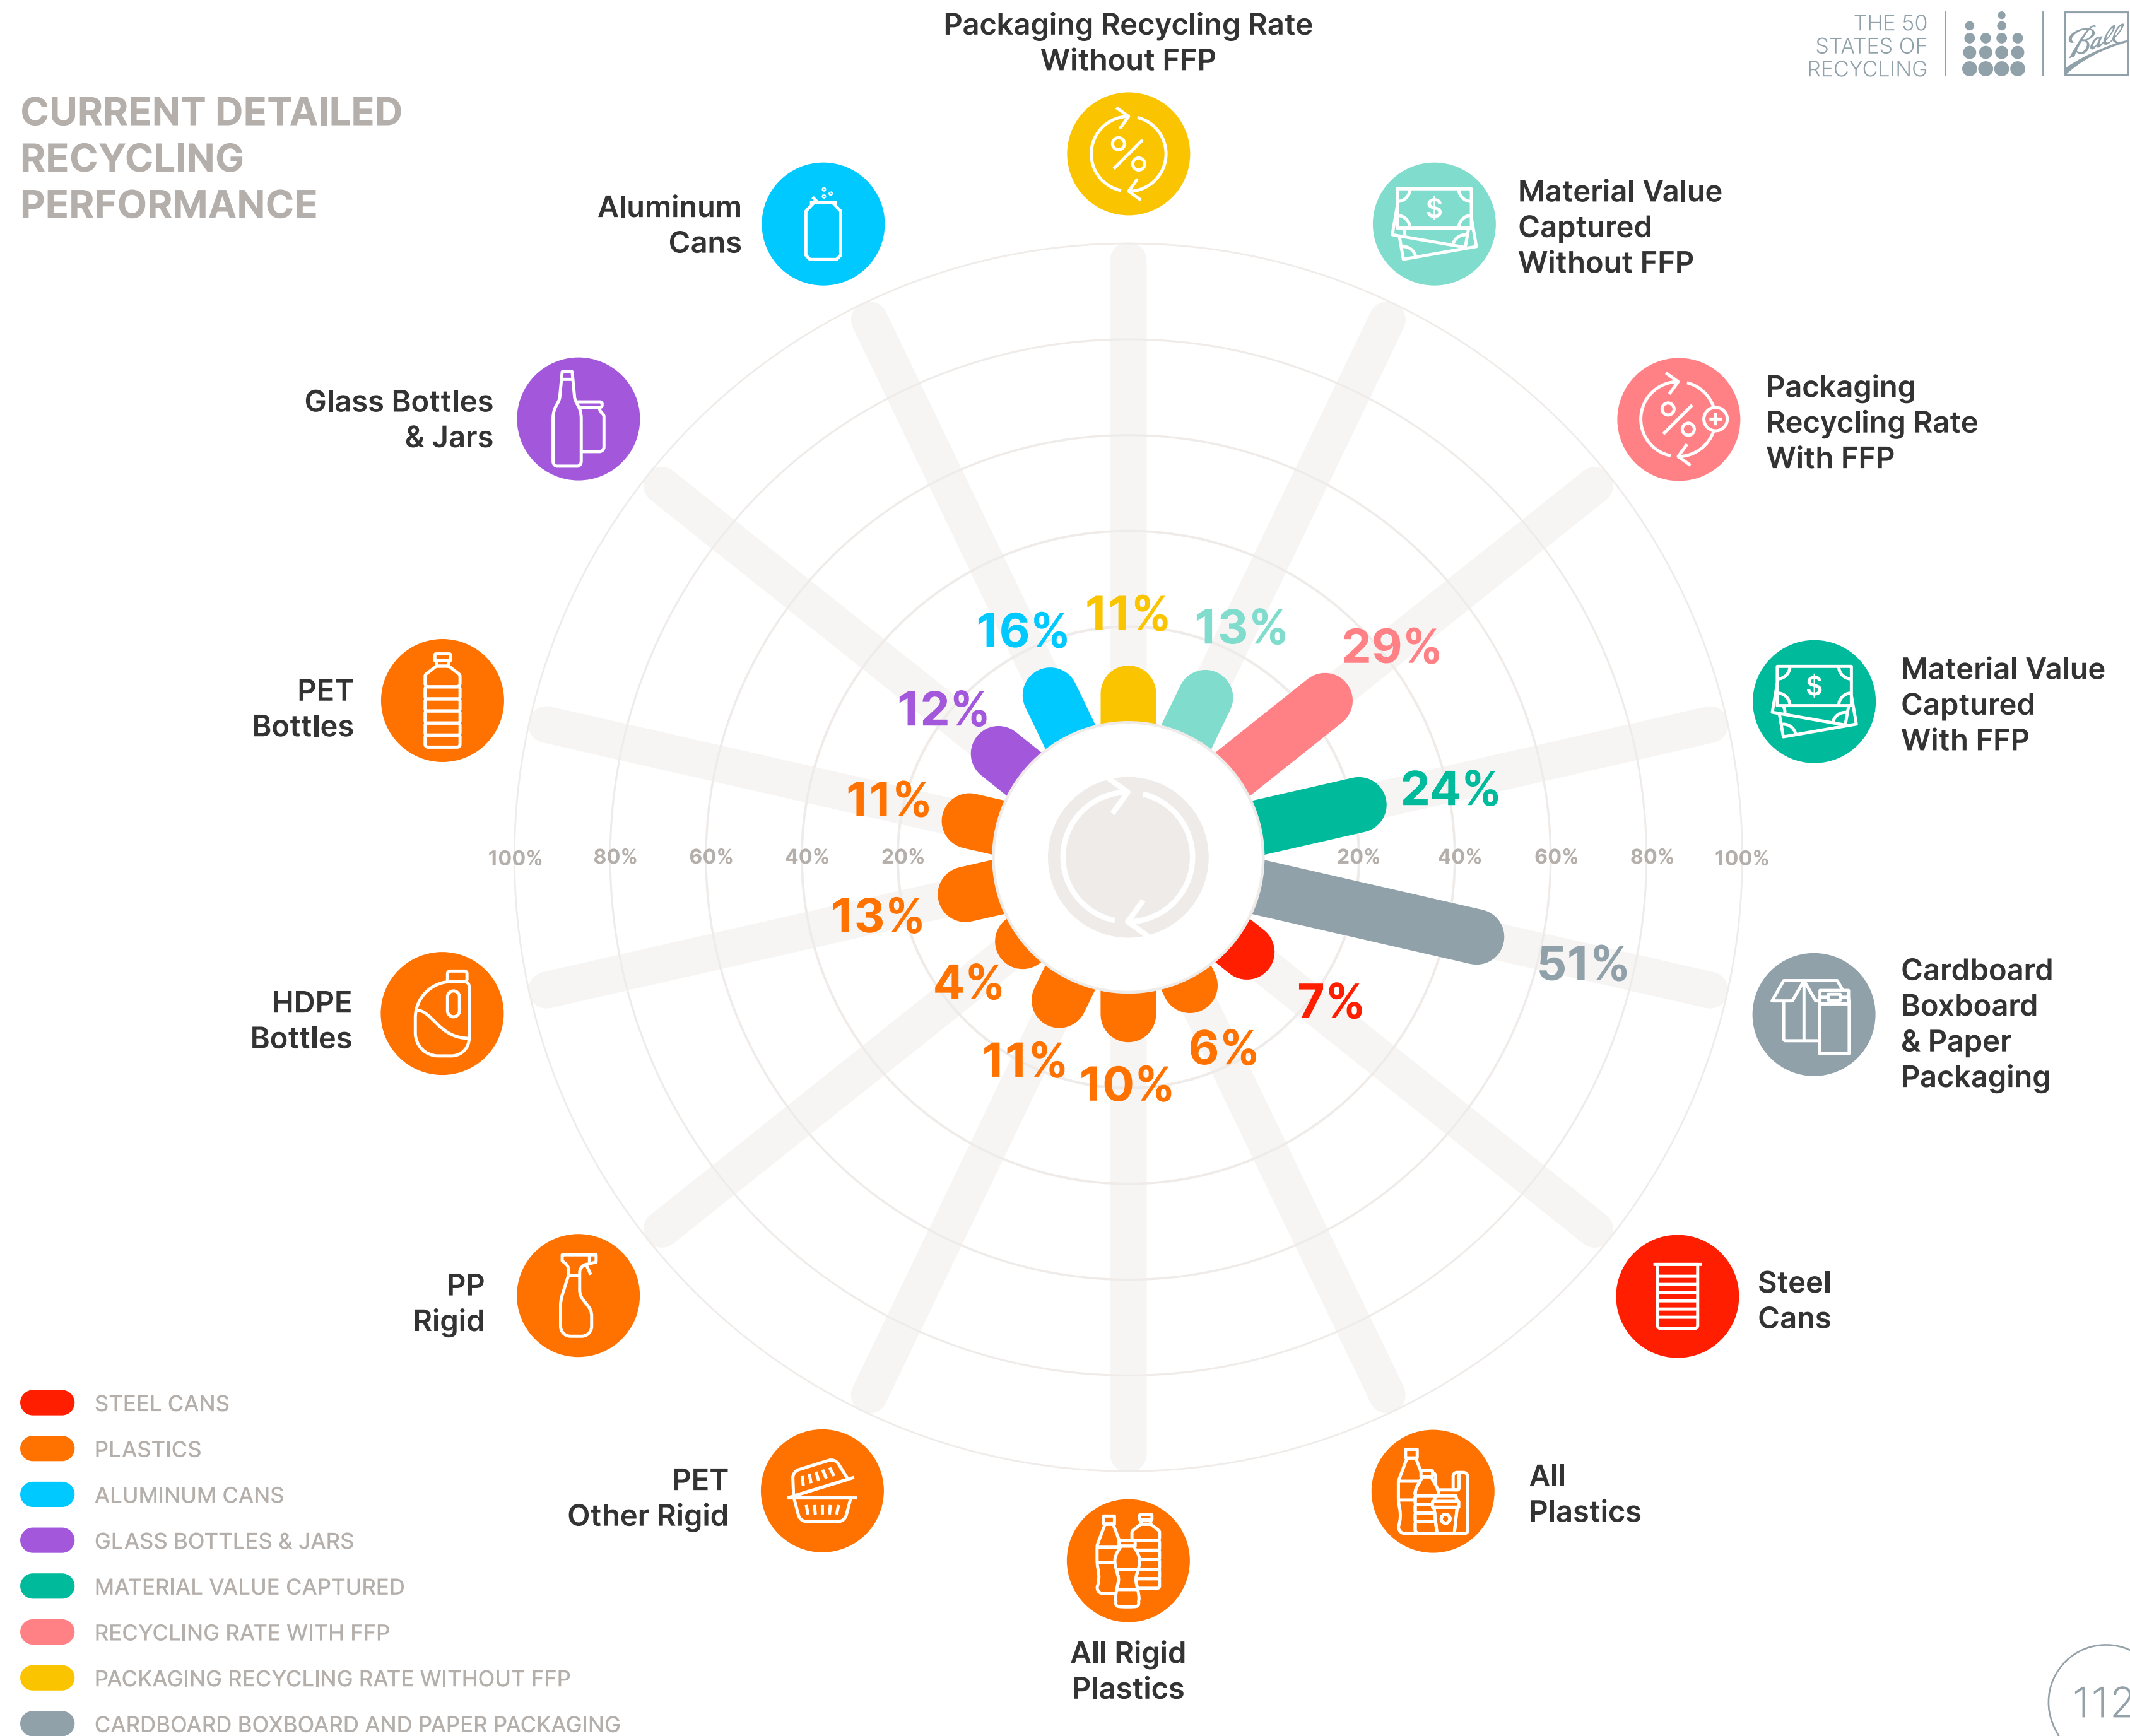 Packaging Recycling Rate
Without FFP
THE 50
STATES OF
RECYCLING
Ball
CURRENT DETAILED
RECYCLING
PERFORMANCE
Aluminum
Cans
%
$
Material Value
Captured
Without FFP
Glass Bottles
& Jars
%
Packaging
Recycling Rate
With FFP
16%
11%
13%
29%
PET
Bottles
12%
24%
$
Material Value
Captured
With FFP
11%
100%
80%
60%
40%
20%
20%
40%
60%
80%
100%
13%
51%
HDPE
Bottles
4%
7%
Cardboard
Boxboard
& Paper
Packaging
11%
10%
6%
PP
Rigid
Steel
Cans
PET
Other Rigid
All
Plastics
All Rigid
Plastics
STEEL CANS
PLASTICS
ALUMINUM CANS
GLASS BOTTLES & JARS
MATERIAL VALUE CAPTURED
RECYCLING RATE WITH FFP
PACKAGING RECYCLING RATE WITHOUT FFP
CARDBOARD BOXBOARD AND PAPER PACKAGING
112